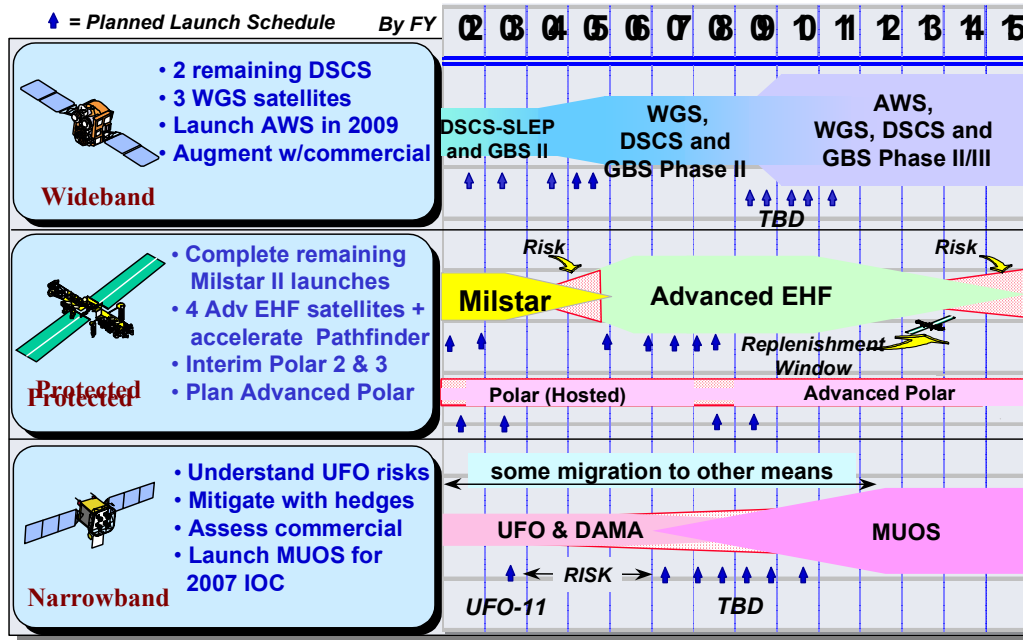 = Planned Launch Schedule
By FY
02 03 04 05 06 07 08 09 10 11 12 13 14 15
• 2 remaining DSCS
• 3 WGS satellites
• Launch AWS in 2009
• Augment w/commercial
Wideband
DSCS-SLEP
and GBS II
WGS,
DSCS and
GBS Phase II
AWS,
WGS, DSCS and
GBS Phase II/III
TBD
• Complete remaining
Milstar II launches
• 4 Adv EHF satellites +
accelerate Pathfinder
• Interim Polar 2 & 3
• Plan Advanced Polar
Protected
Protected
Risk
Risk
Milstar
Advanced EHF
Replenishment
Window
Polar (Hosted)
Advanced Polar
• Understand UFO risks
• Mitigate with hedges
• Assess commercial
• Launch MUOS for
2007 IOC
Narrowband
some migration to other means
UFO & DAMA
MUOS
RISK
UFO-11
TBD